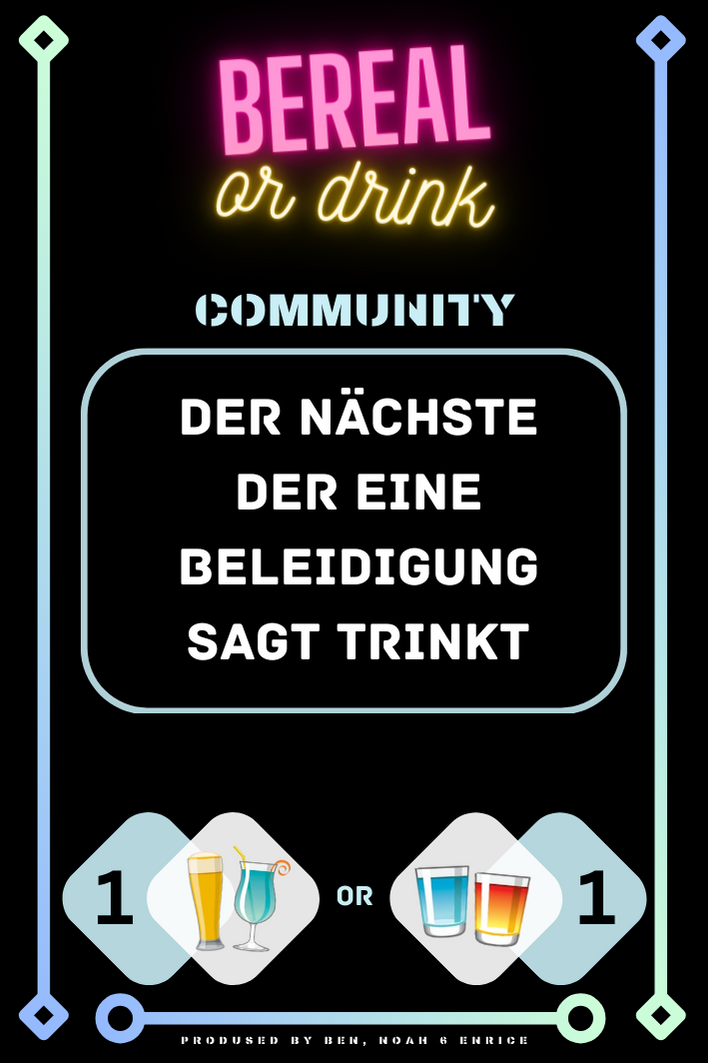 BEREAL
or drink
COMMUNITY
DER NÄCHSTE
DER EINE
BELEIDIGUNG
SAGT TRINKT
1 OR 1
PRODUSED BY BEN, NOAH & ENRICE